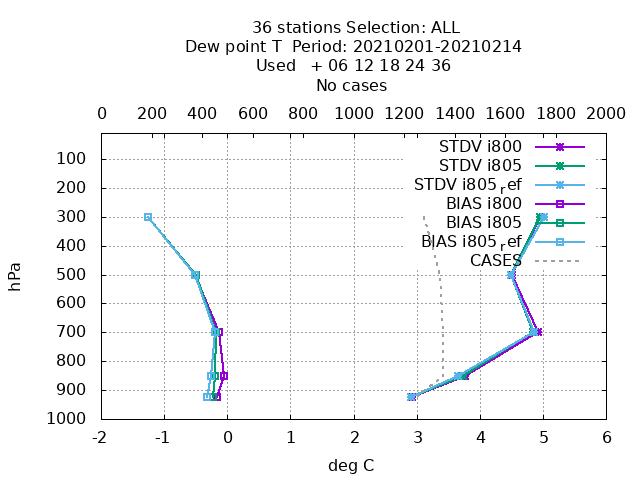 36 stations Selection: ALL
Dew point T  Period: 20210201-20210214
Used   + 06 12 18 24 36
No cases
0 200 400 600 800 1000 1200 1400 1600 1800 2000
STDV i800
STDV i805
STDV i805ref
BIAS i800
BIAS i805
BIAS i805ref
CASES
100
200
300
400
500
600
700
800
900
1000
hPa
-2 -1 0 1 2 3 4 5 6
deg C